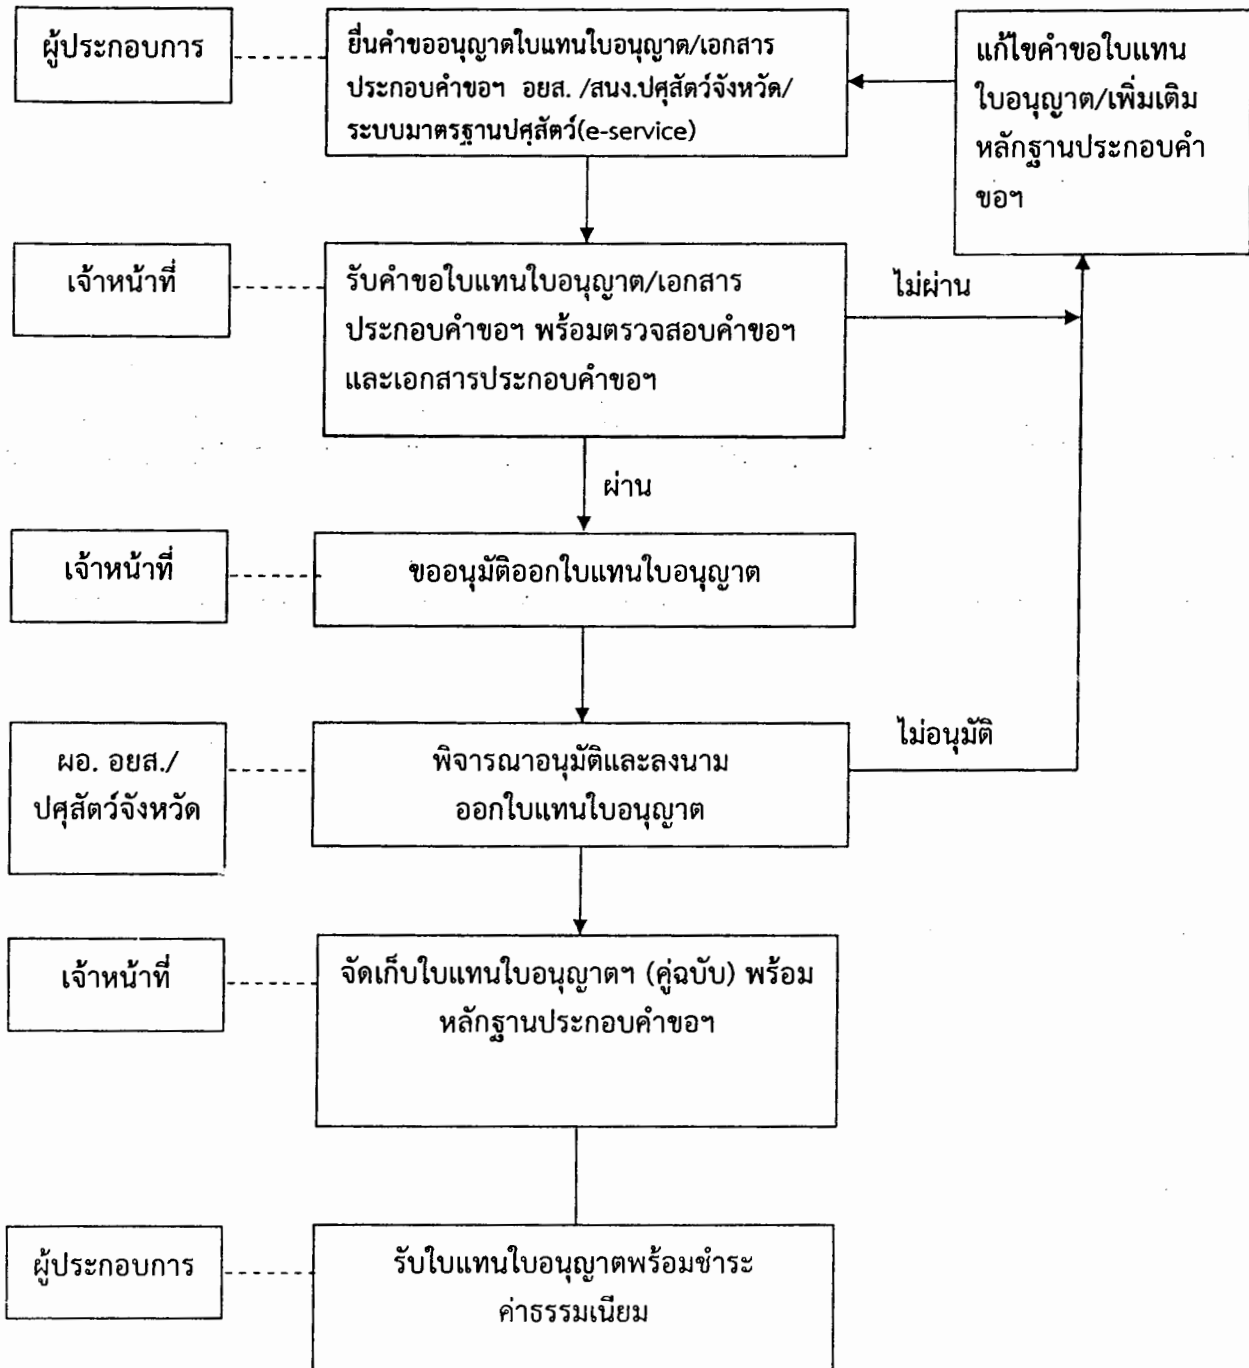 ผู้ประกอบการ
ยื่นคำขออนุญาตใบแทนใบอนุญาต/เอกสาร
ประกอบคำขอฯ อยส. /สนง.ปศุสัตว์จังหวัด/
ระบบมาตรฐานปศุสัตว์(e-service)
แก้ไขคำขอใบแทน
ใบอนุญาต/เพิ่มเติม
หลักฐานประกอบคำ
ขอฯ
เจ้าหน้าที่
รับคำขอใบแทนใบอนุญาต/เอกสาร
ประกอบคำขอฯ พร้อมตรวจสอบคำขอฯ
และเอกสารประกอบคำขอฯ
ไม่ผ่าน
ผ่าน
เจ้าหน้าที่
ขออนุมัติออกใบแทนใบอนุญาต
ผอ. อยส./
ปศุสัตว์จังหวัด
พิจารณาอนุมัติและลงนาม
ออกใบแทนใบอนุญาต
ไม่อนุมัติ
เจ้าหน้าที่
จัดเก็บใบแทนใบอนุญาตฯ (คู่ฉบับ) พร้อม
หลักฐานประกอบคำขอฯ
ผู้ประกอบการ
รับใบแทนใบอนุญาตพร้อมชำระ
ค่าธรรมเนียม